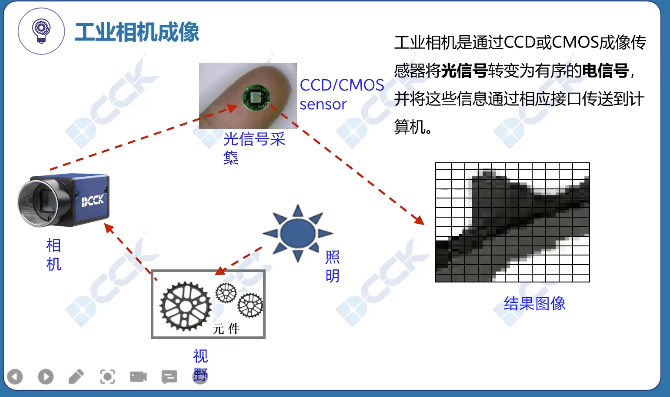 工业相机成像
工业相机是通过CCD或CMOS成像传
感器将光信号转变为有序的电信号，
并将这些信息通过相应接口传送到计
算机。
CCD/CMOS
sensor
光信号采
集
DCCK
相
机
照
明
元 件
视
野
结果图像
DCCK
DCCK
DCCK
DCCK
DCCK
DCCK